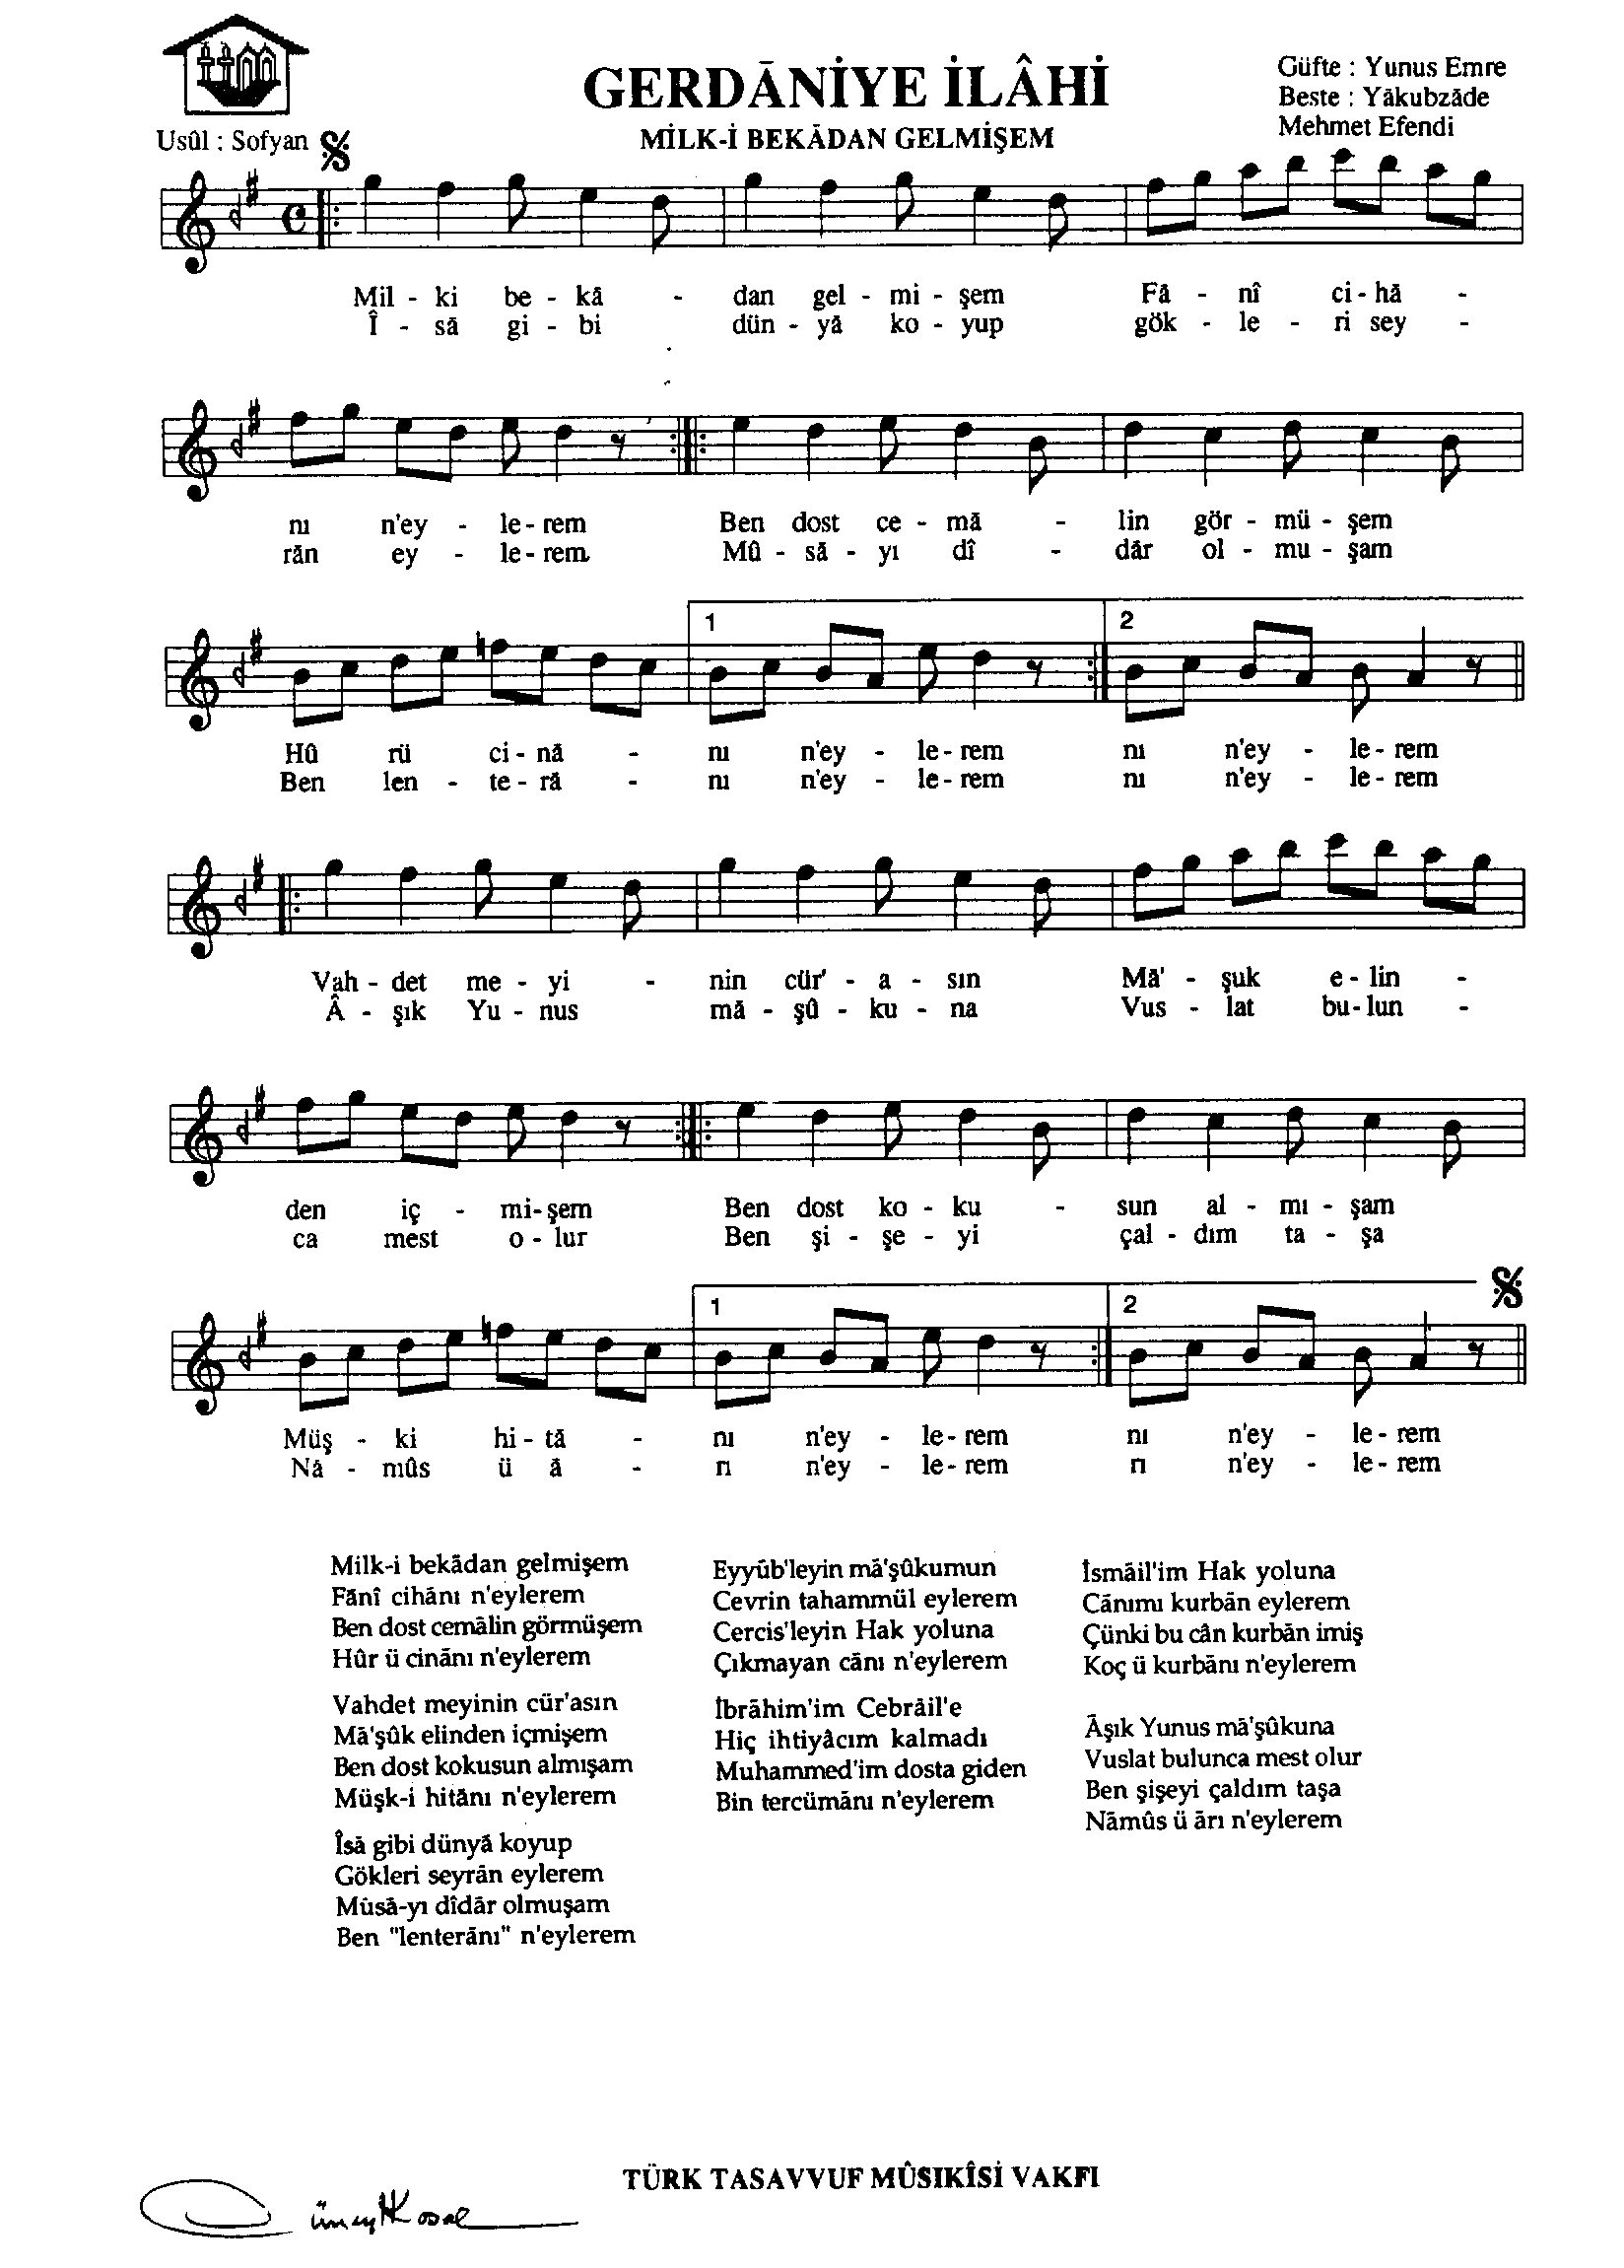 GERDĀNİYE İLÂHİ
MİLK-İ BEKĀDAN GELMİŞEM
Güfte : Yunus Emre
Beste : Yākubzāde
Mehmet Efendi
Usûl : Sofyan
Mil - ki be - kā - dan gel - mi - şem Fā - nî ci - hā -
Î - sā gi - bi dün - yā ko - yup gök - le - ri sey -
nı n'ey - le - rem Ben dost ce - mā - lin gör - mü - şem
rān ey - le - rem Mû - sā - yı dî - dār ol - mu - şam
1 2
Hû rü ci - nā - nı n'ey - le - rem nı n'ey - le - rem
Ben len - te - rā - nı n'ey - le - rem nı n'ey - le - rem
Vah - det me - yi - nin cür' - a - sın Mā' - şuk e - lin -
Â - şık Yu - nus mā - şû - ku - na Vus - lat bu - lun -
den iç - mi - şem Ben dost ko - ku - sun al - mı - şam
ca mest o - lur Ben şi - şe - yi çal - dım ta - şa
1 2
Müş - ki hi - tā - nı n'ey - le - rem nı n'ey - le - rem
Nā - mûs ü ā - rı n'ey - le - rem rı n'ey - le - rem
Milk-i bekādan gelmişem
Fānî cihānı n'eylerem
Ben dost cemālin görmüşem
Hûr ü cinānı n'eylerem
Vahdet meyinin cür'asın
Mā'şûk elinden içmişem
Ben dost kokusun almışam
Müşk-i hitānı n'eylerem
Îsā gibi dünyā koyup
Gökleri seyrān eylerem
Mûsā-yı dîdār olmuşam
Ben "lenterānı" n'eylerem
Eyyûb'leyin mā'şûkumun
Cevrin tahammül eylerem
Cercis'leyin Hak yoluna
Çıkmayan cānı n'eylerem
İbrāhim'im Cebrāil'e
Hiç ihtiyâcım kalmadı
Muhammed'im dosta giden
Bin tercümānı n'eylerem
İsmāil'im Hak yoluna
Cānımı kurbān eylerem
Çünki bu cân kurbān imiş
Koç ü kurbānı n'eylerem
Āşık Yunus mā'şûkuna
Vuslat bulunca mest olur
Ben şişeyi çaldım taşa
Nāmûs ü ārı n'eylerem
TÜRK TASAVVUF MÛSIKÎSİ VAKFI